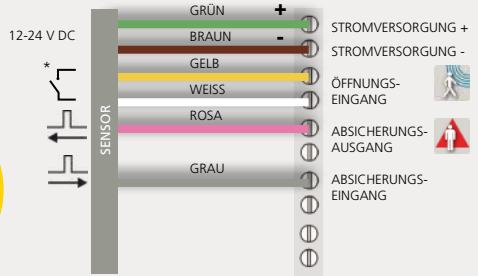 GRÜN +
STROMVERSORGUNG +
12-24 V DC
BRAUN -
STROMVERSORGUNG -
*
GELB
ÖFFNUNGS-
EINGANG
WEISS
SENSOR
ROSA
ABSICHERUNGS-
AUSGANG
GRAU
ABSICHERUNGS-
EINGANG